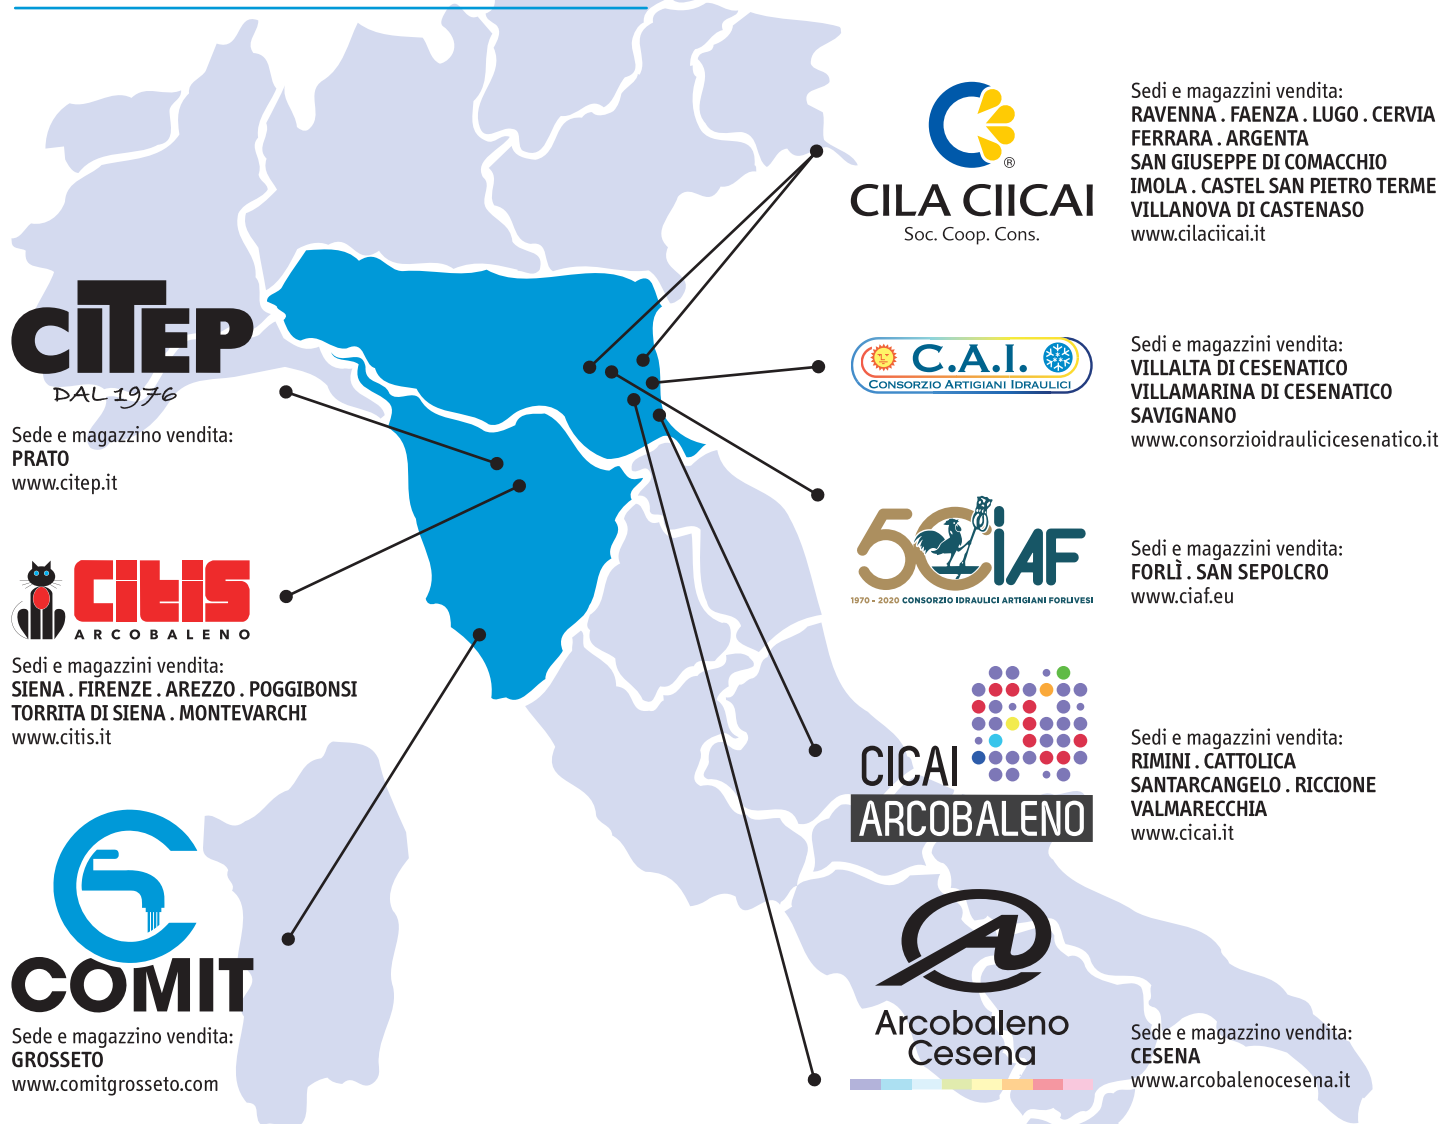 CITEP
DAL 1976
Sede e magazzino vendita:
PRATO
www.citep.it
citis
ARCOBALENO
Sedi e magazzini vendita:
SIENA . FIRENZE . AREZZO . POGGIBONSI
TORRITA DI SIENA . MONTEVARCHI
www.citis.it
COMIT
Sede e magazzino vendita:
GROSSETO
www.comitgrosseto.com
®
CILA CIICAI
Soc. Coop. Cons.
Sedi e magazzini vendita:
RAVENNA . FAENZA . LUGO . CERVIA
FERRARA . ARGENTA
SAN GIUSEPPE DI COMACCHIO
IMOLA . CASTEL SAN PIETRO TERME
VILLANOVA DI CASTENASO
www.cilaciicai.it
C.A.I.
CONSORZIO ARTIGIANI IDRAULICI
Sedi e magazzini vendita:
VILLALTA DI CESENATICO
VILLAMARINA DI CESENATICO
SAVIGNANO
www.consorzioidraulicicesenatico.it
50 CiAF
1970 - 2020 CONSORZIO IDRAULICI ARTIGIANI FORLIVESI
Sedi e magazzini vendita:
FORLÌ . SAN SEPOLCRO
www.ciaf.eu
CICAI
ARCOBALENO
Sedi e magazzini vendita:
RIMINI . CATTOLICA
SANTARCANGELO . RICCIONE
VALMARECCHIA
www.cicai.it
Arcobaleno
Cesena
Sede e magazzino vendita:
CESENA
www.arcobalenocesena.it